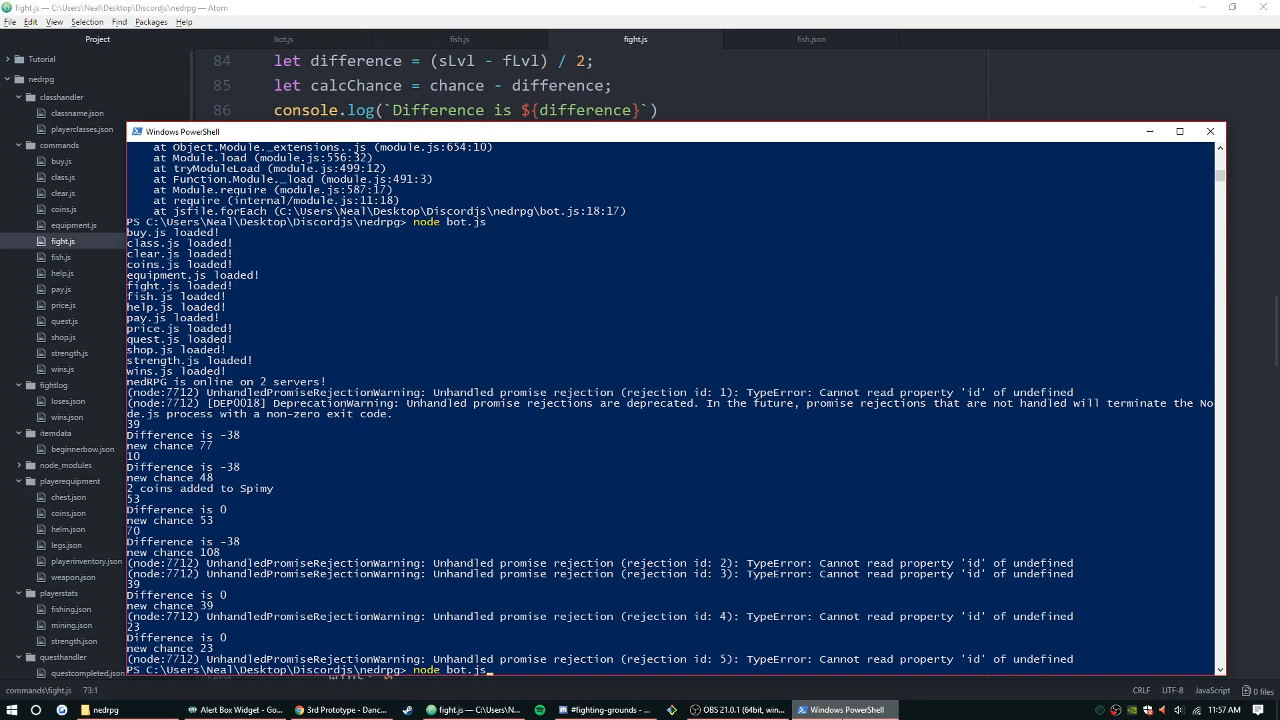 fight.js — C:\Users\Neal\Desktop\Discordjs\nedrpg — Atom
File Edit View Selection Find Packages Help
Project
bot.js fish.js fight.js fish.json
Tutorial
nedrpg
classhandler
classname.json
playerclasses.json
commands
buy.js
class.js
clear.js
coins.js
equipment.js
fight.js
fish.js
help.js
pay.js
price.js
quest.js
shop.js
strength.js
wins.js
fightlog
loses.json
wins.json
itemdata
beginnerbow.json
node_modules
playerequipment
chest.json
coins.json
helm.json
legs.json
playerinventory.json
weapon.json
playerstats
fishing.json
mining.json
strength.json
questhandler
questcompleted.json
84 let difference = (sLvl - fLvl) / 2;
85 let calcChance = chance - difference;
86 console.log(`Difference is ${difference}`)
Windows PowerShell
at Object.Module._extensions..js (module.js:654:10)
at Module.load (module.js:556:32)
at tryModuleLoad (module.js:499:12)
at Function.Module._load (module.js:491:3)
at Module.require (module.js:587:17)
at require (internal/module.js:11:18)
at jsfile.forEach (C:\Users\Neal\Desktop\Discordjs\nedrpg\bot.js:18:17)
PS C:\Users\Neal\Desktop\Discordjs\nedrpg> node bot.js
buy.js loaded!
class.js loaded!
clear.js loaded!
coins.js loaded!
equipment.js loaded!
fight.js loaded!
fish.js loaded!
help.js loaded!
pay.js loaded!
price.js loaded!
quest.js loaded!
shop.js loaded!
strength.js loaded!
wins.js loaded!
nedRPG is online on 2 servers!
(node:7712) UnhandledPromiseRejectionWarning: Unhandled promise rejection (rejection id: 1): TypeError: Cannot read property 'id' of undefined
(node:7712) [DEP0018] DeprecationWarning: Unhandled promise rejections are deprecated. In the future, promise rejections that are not handled will terminate the No
de.js process with a non-zero exit code.
39
Difference is -38
new chance 77
10
Difference is -38
new chance 48
2 coins added to Spimy
53
Difference is 0
new chance 53
70
Difference is -38
new chance 108
(node:7712) UnhandledPromiseRejectionWarning: Unhandled promise rejection (rejection id: 2): TypeError: Cannot read property 'id' of undefined
(node:7712) UnhandledPromiseRejectionWarning: Unhandled promise rejection (rejection id: 3): TypeError: Cannot read property 'id' of undefined
39
Difference is 0
new chance 39
(node:7712) UnhandledPromiseRejectionWarning: Unhandled promise rejection (rejection id: 4): TypeError: Cannot read property 'id' of undefined
23
Difference is 0
new chance 23
(node:7712) UnhandledPromiseRejectionWarning: Unhandled promise rejection (rejection id: 5): TypeError: Cannot read property 'id' of undefined
PS C:\Users\Neal\Desktop\Discordjs\nedrpg> node bot.js
commands\fight.js 73:1 CRLF UTF-8 JavaScript 0 files
nedrpg Alert Box Widget - Go... 3rd Prototype - Danc... fight.js — C:\Users\N... #fighting-grounds - ... OBS 21.0.1 (64bit, win... Windows PowerShell 11:57 AM